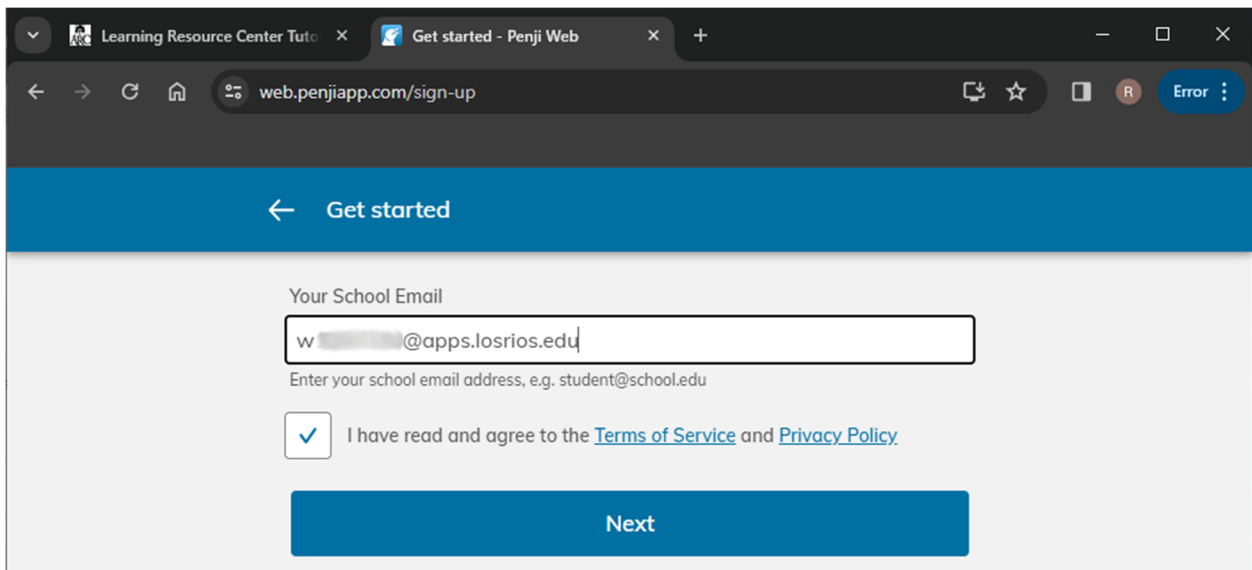 ARC Learning Resource Center Tuto
Get started - Penji Web
web.penjiapp.com/sign-up
R
Error
Get started
Your School Email
w @apps.losrios.edu
Enter your school email address, e.g. student@school.edu
I have read and agree to the Terms of Service and Privacy Policy
Next